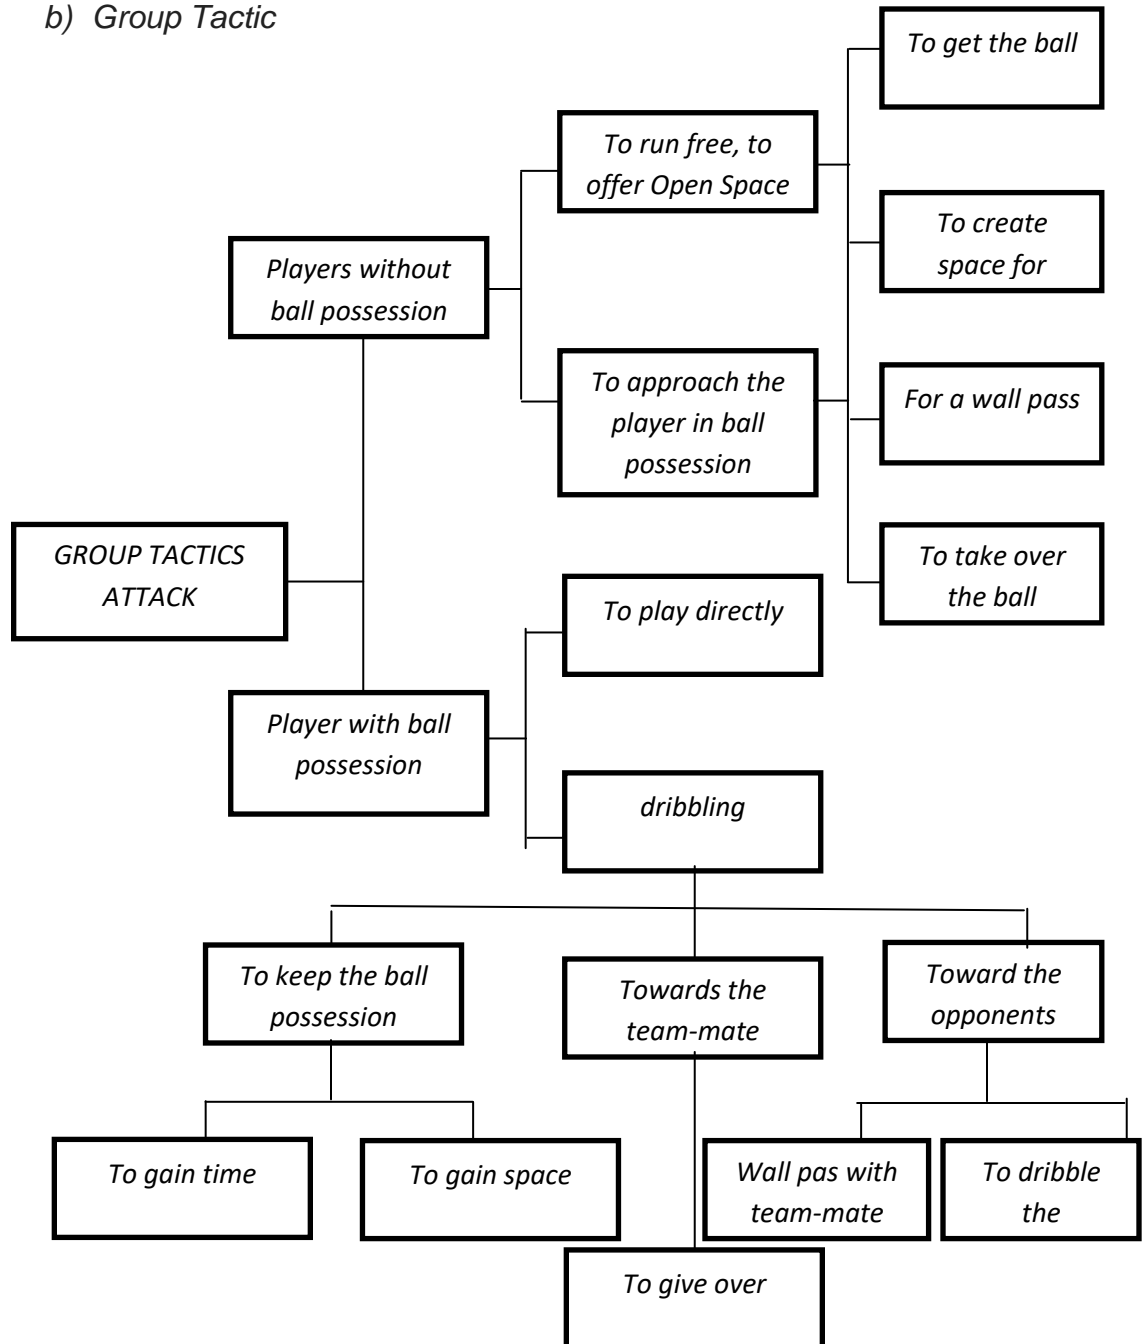 b) Group Tactic
To get the ball
To run free, to
offer Open Space
To create
space for
Players without
ball possession
To approach the
player in ball
possession
For a wall pass
GROUP TACTICS
ATTACK
To take over
the ball
To play directly
Player with ball
possession
dribbling
To keep the ball
possession
Towards the
team-mate
Toward the
opponents
To gain time
To gain space
Wall pas with
team-mate
To dribble
the
To give over